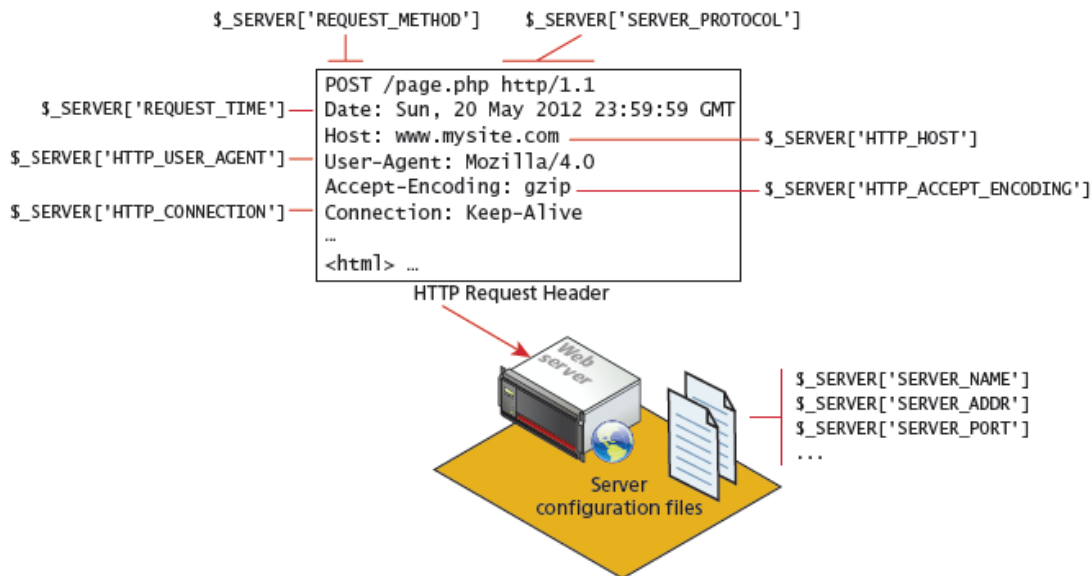 $_SERVER['REQUEST_METHOD'] $_SERVER['SERVER_PROTOCOL']
POST /page.php http/1.1
$_SERVER['REQUEST_TIME'] Date: Sun, 20 May 2012 23:59:59 GMT
Host: www.mysite.com $_SERVER['HTTP_HOST']
$_SERVER['HTTP_USER_AGENT'] User-Agent: Mozilla/4.0
Accept-Encoding: gzip $_SERVER['HTTP_ACCEPT_ENCODING']
$_SERVER['HTTP_CONNECTION'] Connection: Keep-Alive
…
<html> …
HTTP Request Header
Web
server
$_SERVER['SERVER_NAME']
$_SERVER['SERVER_ADDR']
$_SERVER['SERVER_PORT']
...
Server
configuration files